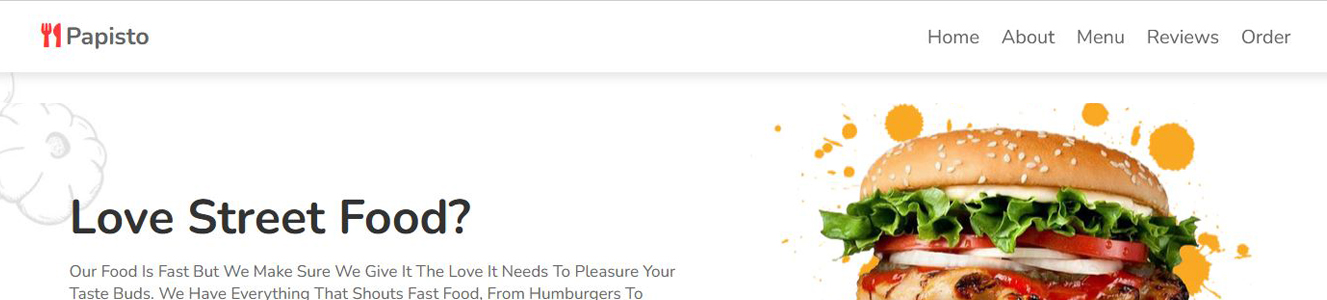 Papisto
Home About Menu Reviews Order
Love Street Food?
Our Food Is Fast But We Make Sure We Give It The Love It Needs To Pleasure Your
Taste Buds. We Have Everything That Shouts Fast Food, From Humburgers To